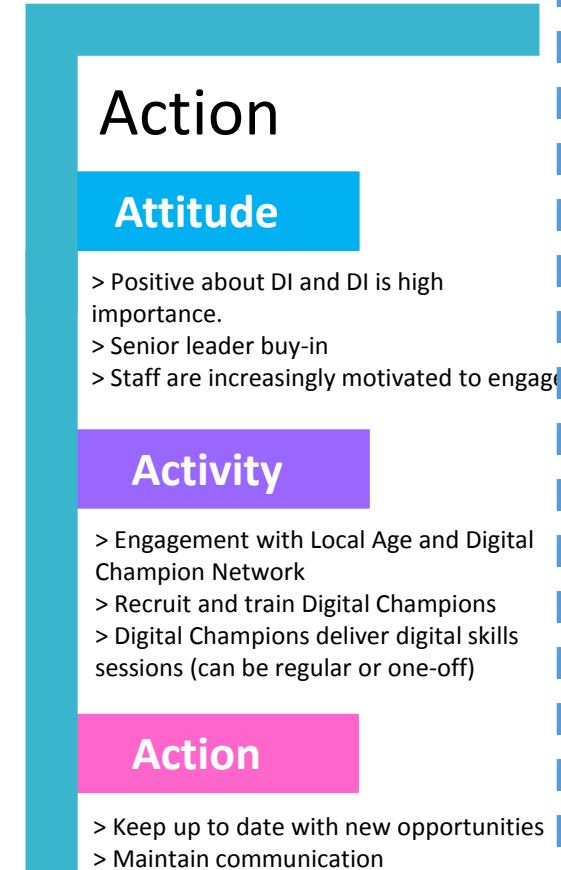 Action
Attitude
> Positive about DI and DI is high
importance.
> Senior leader buy-in
> Staff are increasingly motivated to engage
Activity
> Engagement with Local Age and Digital
Champion Network
> Recruit and train Digital Champions
> Digital Champions deliver digital skills
sessions (can be regular or one-off)
Action
> Keep up to date with new opportunities
> Maintain communication